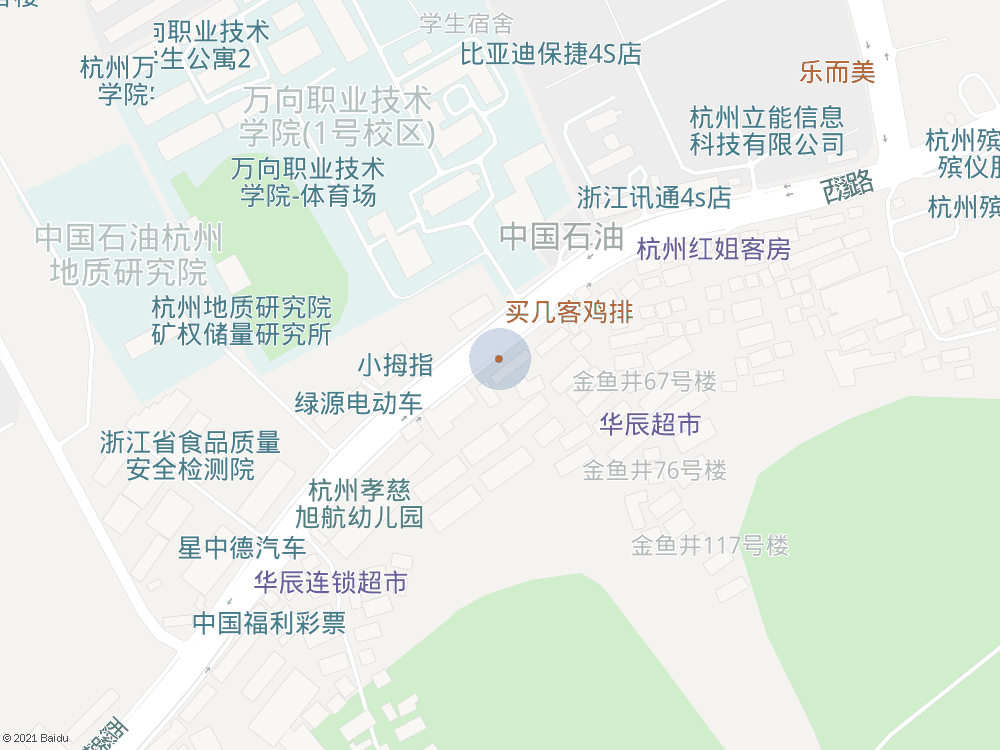 学生宿舍
向职业技术
学生公寓2
比亚迪保捷4S店
杭州万
学院
乐而美
万向职业技术
学院(1号校区)
杭州立能信息
科技有限公司
杭州殡
殡仪服
万向职业技术
学院-体育场
西溪路
浙江讯通4s店
杭州殡
中国石油杭州
地质研究院
中国石油
杭州红姐客房
杭州地质研究院
矿权储量研究所
买几客鸡排
小拇指
金鱼井67号楼
绿源电动车
华辰超市
浙江省食品质量
安全检测院
金鱼井76号楼
杭州孝慈
旭航幼儿园
星中德汽车
金鱼井117号楼
华辰连锁超市
中国福利彩票
西溪路
© 2021 Baidu